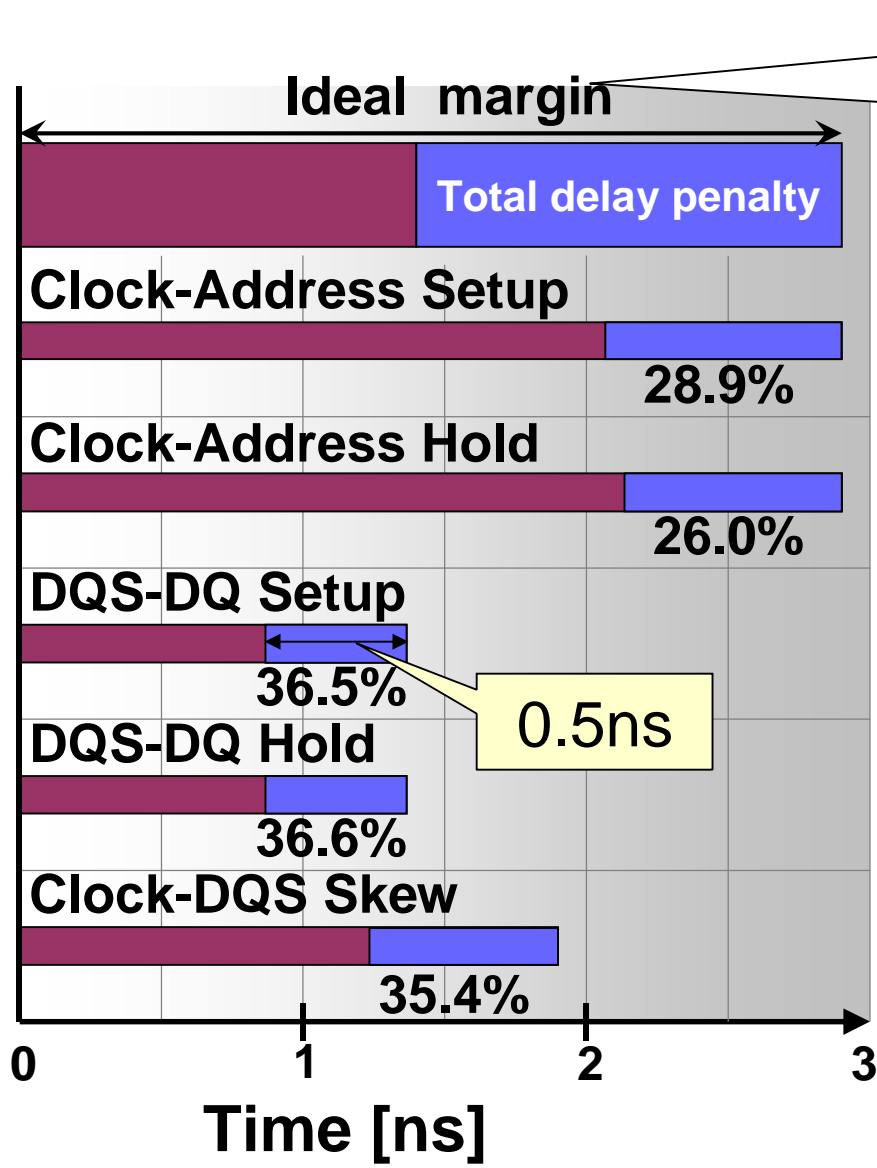 Ideal margin
Total delay penalty
Clock-Address Setup
28.9%
Clock-Address Hold
26.0%
DQS-DQ Setup
36.5%
0.5ns
DQS-DQ Hold
36.6%
Clock-DQS Skew
35.4%
0 1 2 3
Time [ns]